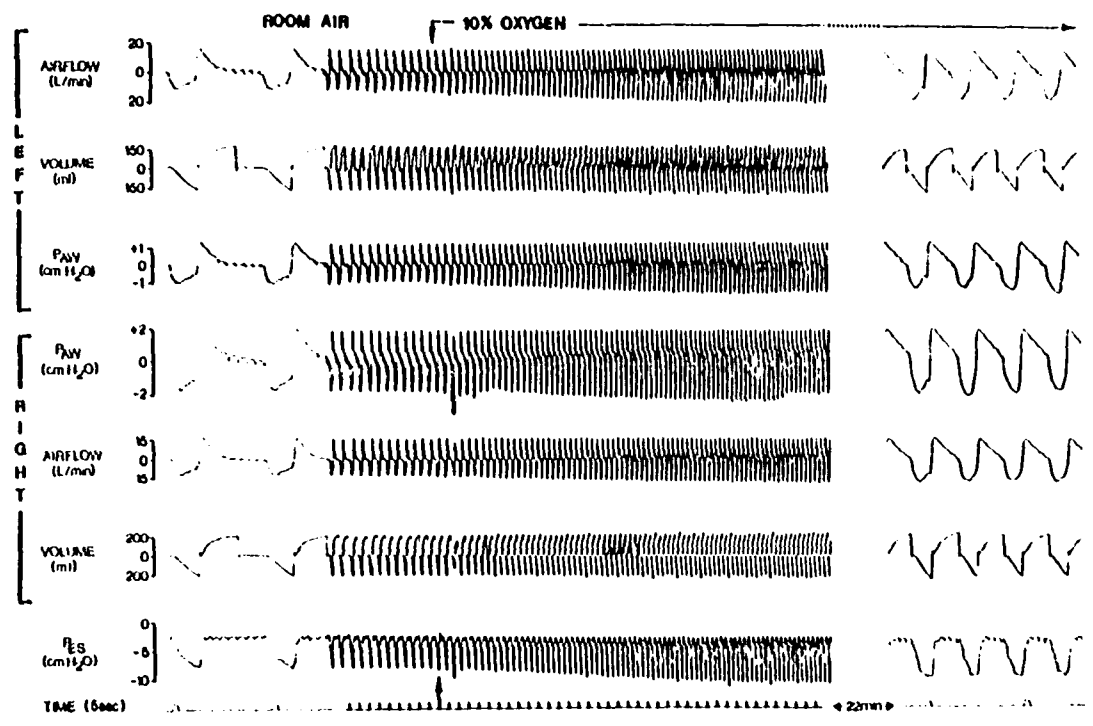 ROOM AIR
10% OXYGEN
LEFT
AIRFLOW
(L/min)
20
0
20
VOLUME
(ml)
150
0
150
PAW
(cm H2O)
+1
0
-1
RIGHT
PAW
(cm H2O)
+2
0
-2
AIRFLOW
(L/min)
15
0
15
VOLUME
(ml)
200
0
200
PES
(cm H2O)
0
-5
-10
TIME (5sec)
22min